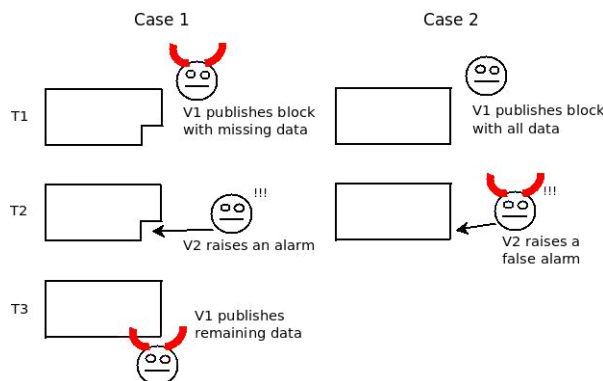 Case 1
Case 2
T1
V1 publishes block
with missing data
V1 publishes block
with all data
T2
!!!
V2 raises an alarm
!!!
V2 raises a
false alarm
T3
V1 publishes
remaining data